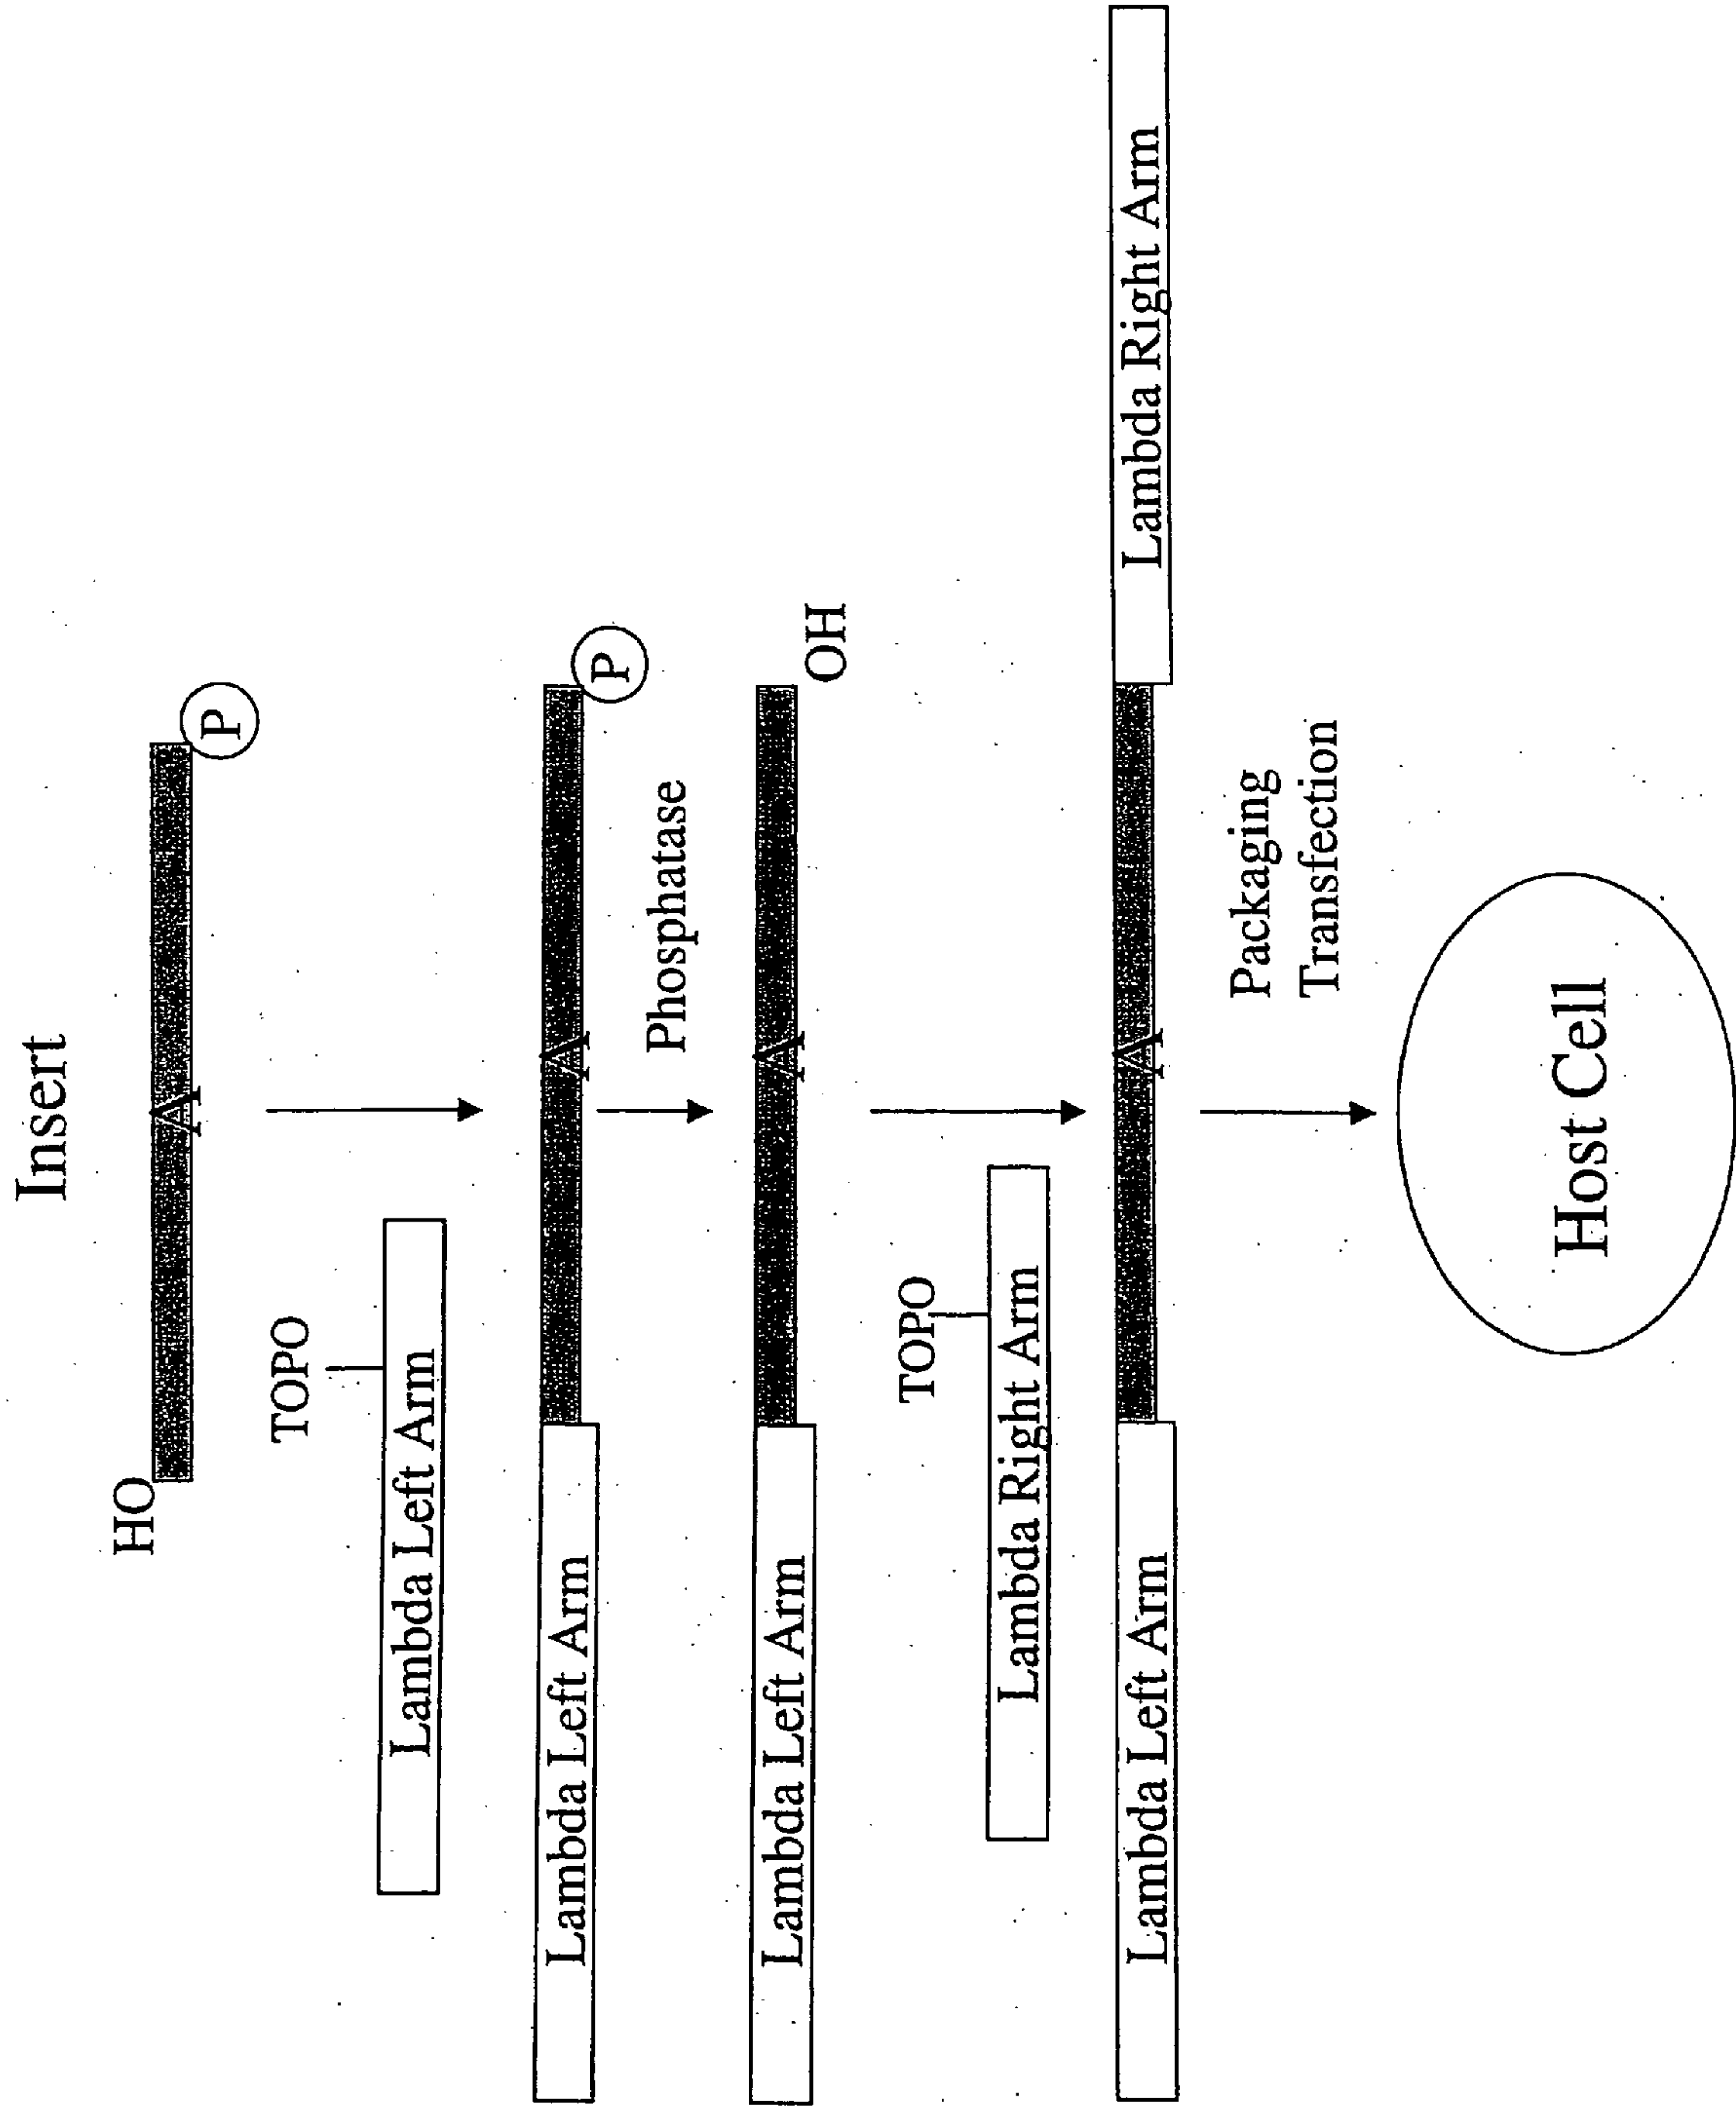 Insert
HO
A
P
TOPO
Lambda Left Arm
Lambda Left Arm
A
P
Phosphatase
Lambda Left Arm
A
OH
TOPO
Lambda Right Arm
Lambda Left Arm
A
Lambda Right Arm
Packaging
Transfection
Host Cell